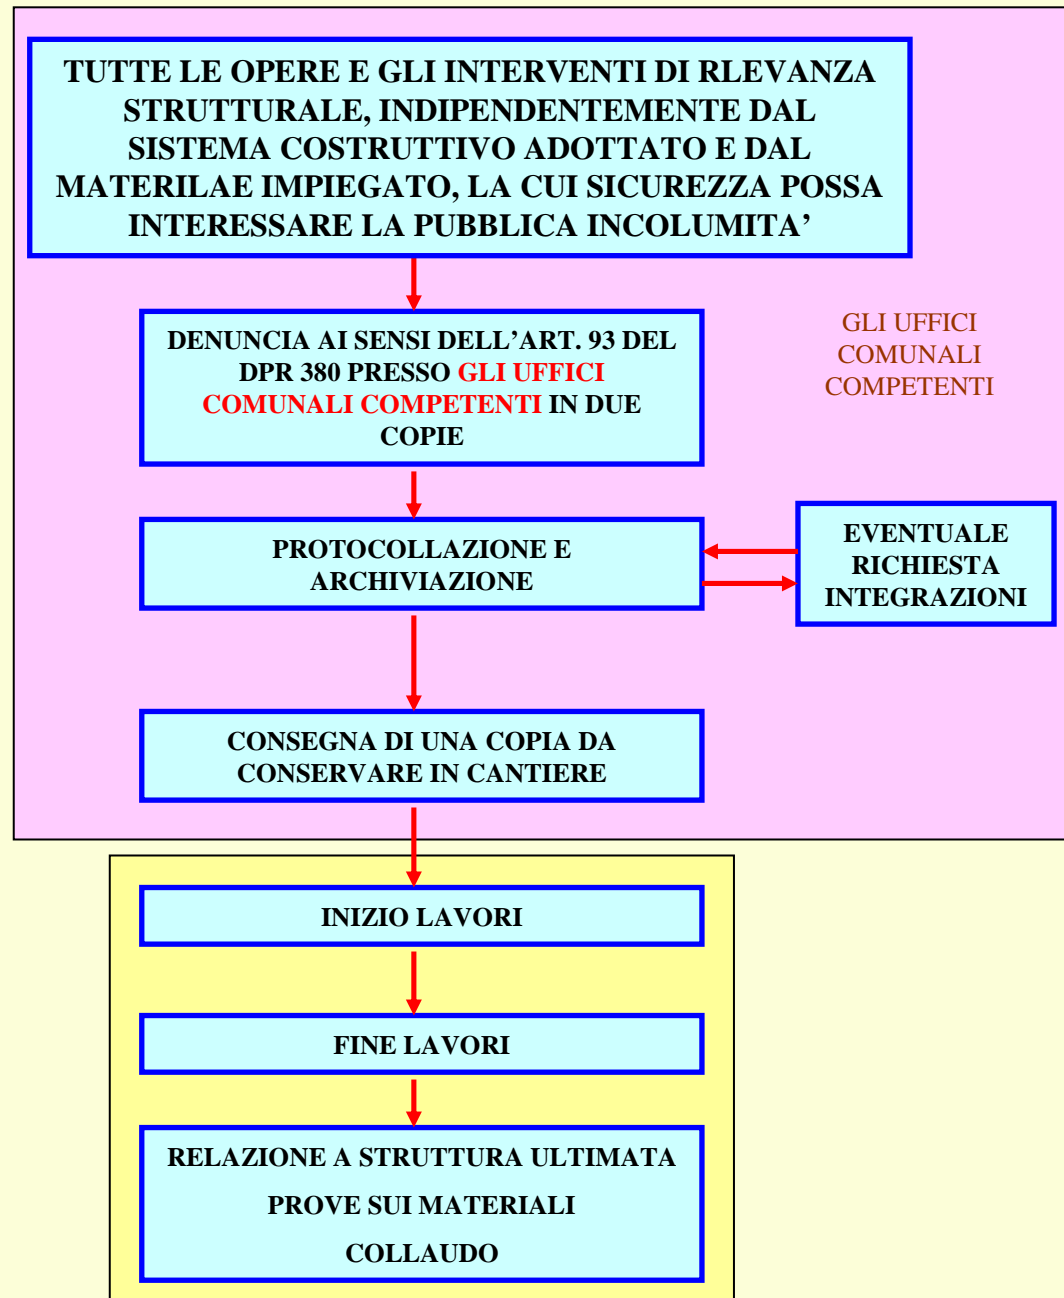 TUTTE LE OPERE E GLI INTERVENTI DI RLEVANZA
STRUTTURALE, INDIPENDENTEMENTE DAL
SISTEMA COSTRUTTIVO ADOTTATO E DAL
MATERILAE IMPIEGATO, LA CUI SICUREZZA POSSA
INTERESSARE LA PUBBLICA INCOLUMITA’
DENUNCIA AI SENSI DELL’ART. 93 DEL
DPR 380 PRESSO GLI UFFICI
COMUNALI COMPETENTI IN DUE
COPIE
GLI UFFICI
COMUNALI
COMPETENTI
PROTOCOLLAZIONE E
ARCHIVIAZIONE
EVENTUALE
RICHIESTA
INTEGRAZIONI
CONSEGNA DI UNA COPIA DA
CONSERVARE IN CANTIERE
INIZIO LAVORI
FINE LAVORI
RELAZIONE A STRUTTURA ULTIMATA
PROVE SUI MATERIALI
COLLAUDO